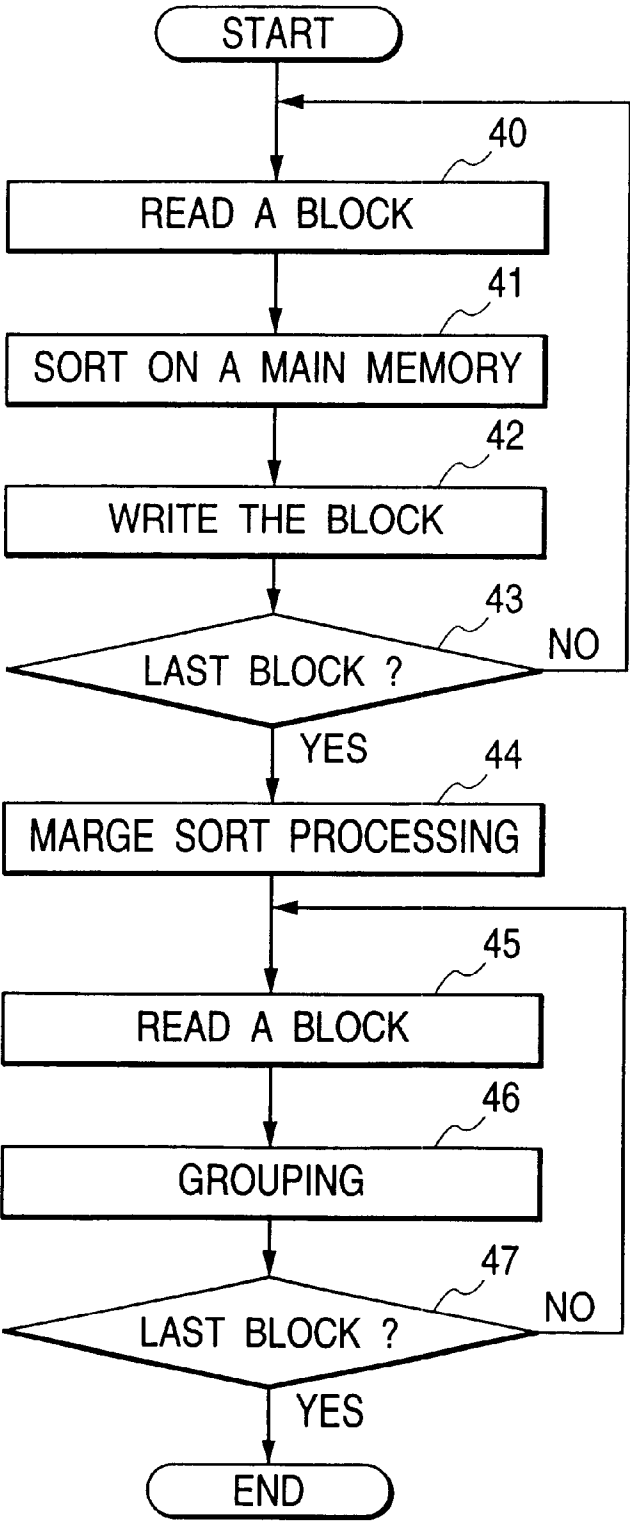 START
40
READ A BLOCK
41
SORT ON A MAIN MEMORY
42
WRITE THE BLOCK
43
LAST BLOCK ?
NO
YES
44
MARGE SORT PROCESSING
45
READ A BLOCK
46
GROUPING
47
LAST BLOCK ?
NO
YES
END